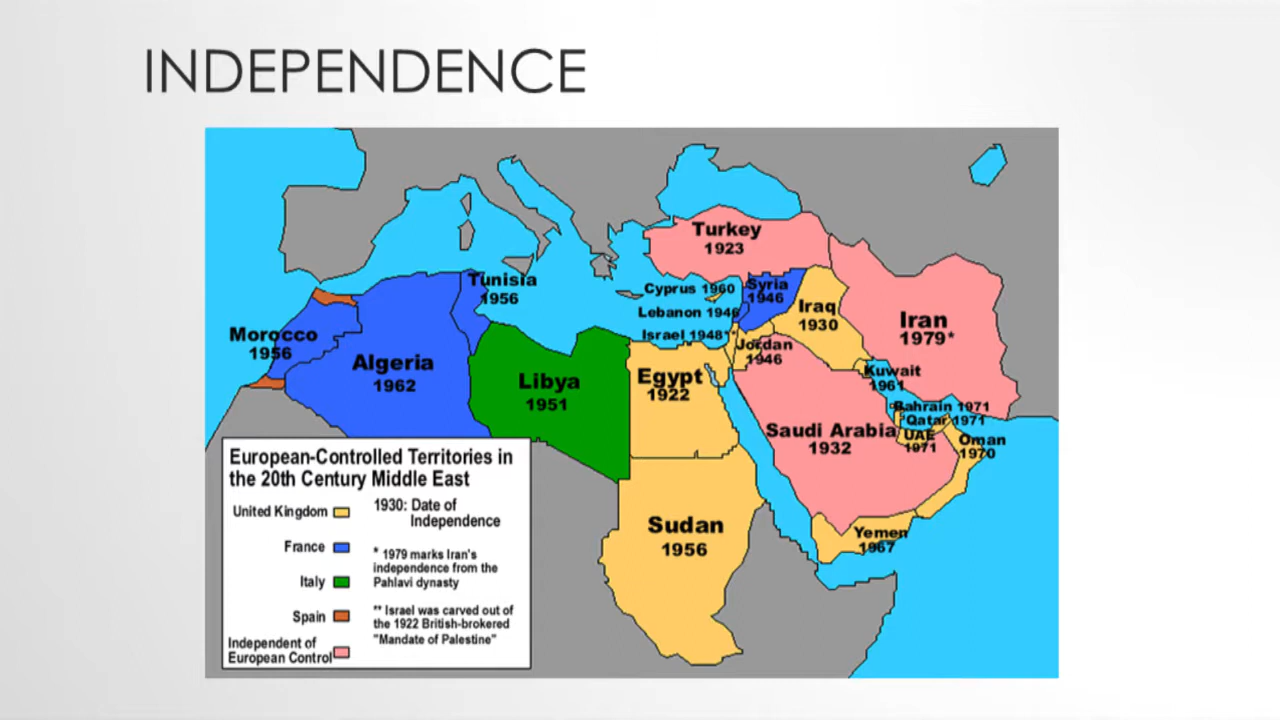 INDEPENDENCE
Turkey
1923
Tunisia
1956
Cyprus 1960
Syria
1946
Lebanon 1946
Iraq
1930
Iran
1979*
Israel 1948**
Morocco
1956
Jordan
1946
Algeria
1962
Libya
1951
Egypt
1922
Kuwait
1961
Bahrain 1971
Qatar 1971
Saudi Arabia
1932
UAE
1971
Oman
1970
Sudan
1956
Yemen
1967
European-Controlled Territories in
the 20th Century Middle East
United Kingdom
France
Italy
Spain
Independent of
European Control
1930: Date of
Independence
* 1979 marks Iran's
independence from the
Pahlavi dynasty
** Israel was carved out of
the 1922 British-brokered
"Mandate of Palestine"